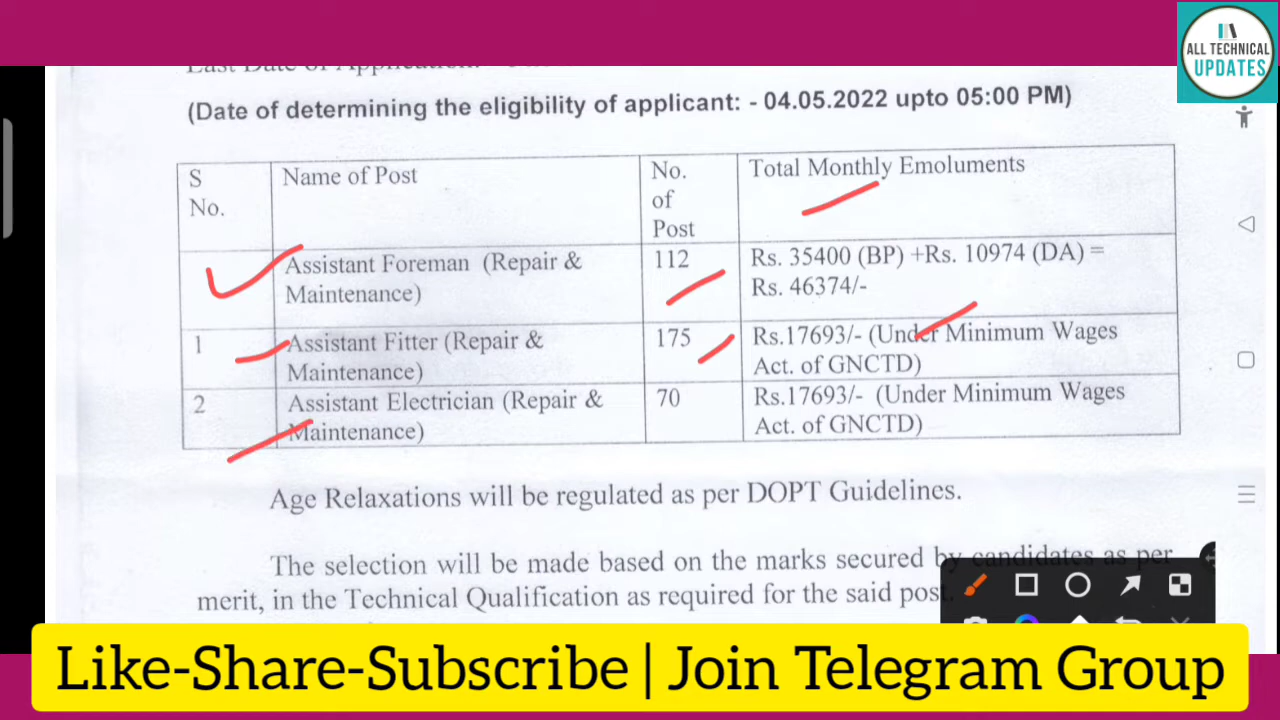 ALL TECHNICAL
UPDATES
Last Date of Application:
(Date of determining the eligibility of applicant: - 04.05.2022 upto 05:00 PM)
S No. Name of Post No. of Post Total Monthly Emoluments
Assistant Foreman (Repair & Maintenance) 112 Rs. 35400 (BP) +Rs. 10974 (DA) = Rs. 46374/-
1 Assistant Fitter (Repair & Maintenance) 175 Rs.17693/- (Under Minimum Wages Act. of GNCTD)
2 Assistant Electrician (Repair & Maintenance) 70 Rs.17693/- (Under Minimum Wages Act. of GNCTD)
Age Relaxations will be regulated as per DOPT Guidelines.
The selection will be made based on the marks secured by candidates as per
merit, in the Technical Qualification as required for the said post.
Like-Share-Subscribe | Join Telegram Group